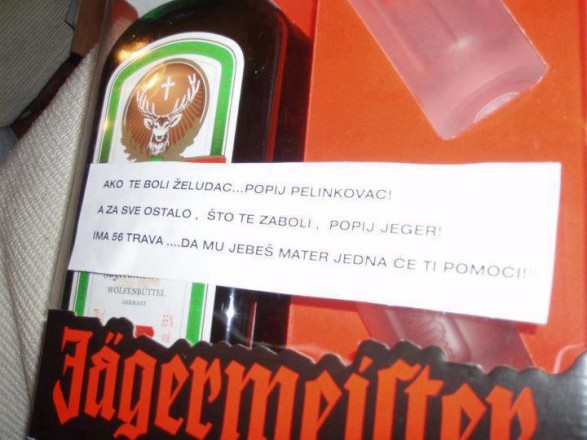 AKO TE BOLI ŽELUDAC...POPIJ PELINKOVAC!
A ZA SVE OSTALO , ŠTO TE ZABOLI , POPIJ JEGER!
IMA 56 TRAVA ....DA MU JEBEŠ MATER JEDNA ĆE TI POMOĆI!
WOLFENBÜTTEL
GERMANY
Jägermeister